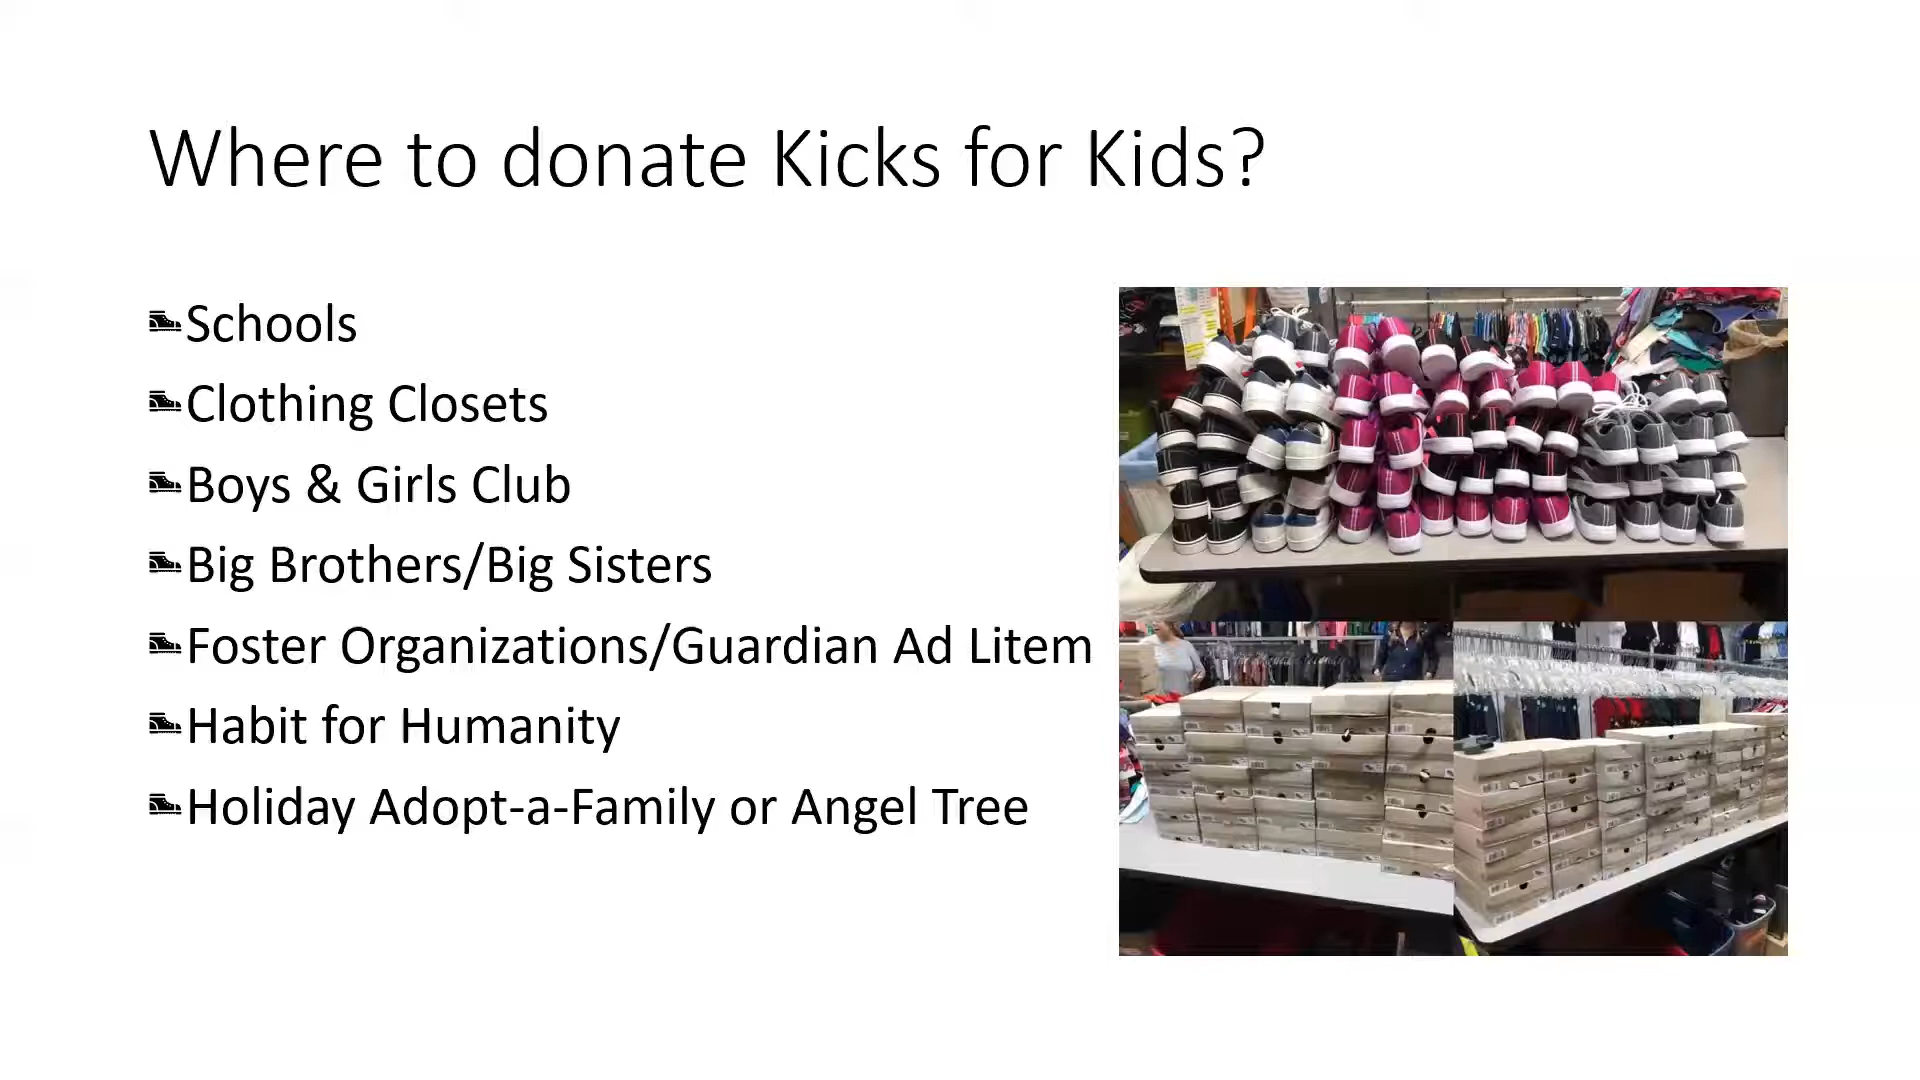 Where to donate Kicks for Kids?
Schools
Clothing Closets
Boys & Girls Club
Big Brothers/Big Sisters
Foster Organizations/Guardian Ad Litem
Habit for Humanity
Holiday Adopt-a-Family or Angel Tree